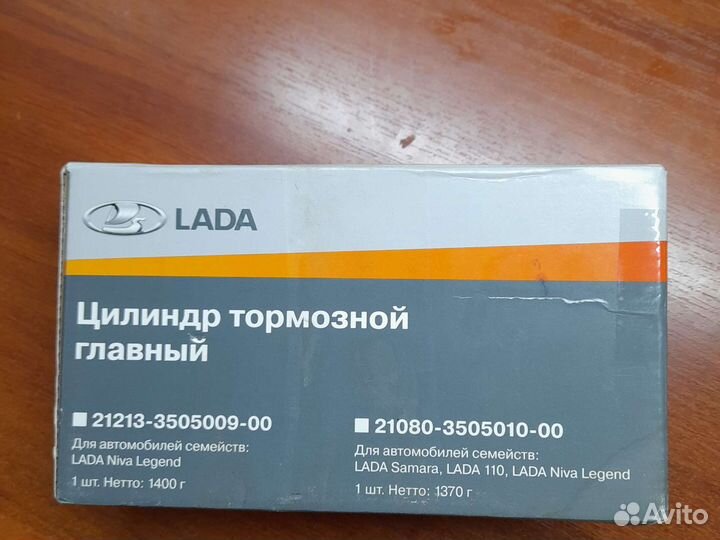 LADA
Цилиндр тормозной
главный
■ 21213-3505009-00
Для автомобилей семейств:
LADA Niva Legend
1 шт. Нетто: 1400 г
■ 21080-3505010-00
Для автомобилей семейств:
LADA Samara, LADA 110, LADA Niva Legend
1 шт. Нетто: 1370 г
Avito